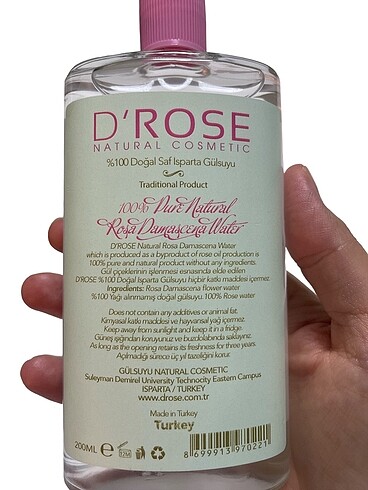 D'ROSE
NATURAL COSMETIC
%100 Doğal Saf Isparta Gülsuyu
Traditional Product
100% Pure Natural
Rosa Damascena Water
D'ROSE Natural Rosa Damascena Water
which is produced as a byproduct of rose oil production is
100% pure and natural product without any ingredients.
Gül çiçeklerinin işlenmesi esnasında elde edilen
D'ROSE %100 Doğal Isparta Gülsuyu hiçbir katkı maddesi içermez.
Ingredients: Rosa Damascena flower water
%100 Yağı alınmamış doğal gülsuyu. 100% Rose water
Does not contain any additives or animal fat.
Kimyasal katkı maddesi ve hayvansal yağ içermez.
Keep away from sunlight and keep it in a fridge.
Güneş ışığından koruyunuz ve buzdolabında saklayınız.
As long as the opening retains its freshness for three years.
Açılmadığı sürece üç yıl tazeliğini korur.
GÜLSUYU NATURAL COSMETIC
Suleyman Demirel University Technocity Eastern Campus
ISPARTA / TURKEY
www.drose.com.tr
Made in Turkey
Turkey
200ML e 12M
8 699913 970221